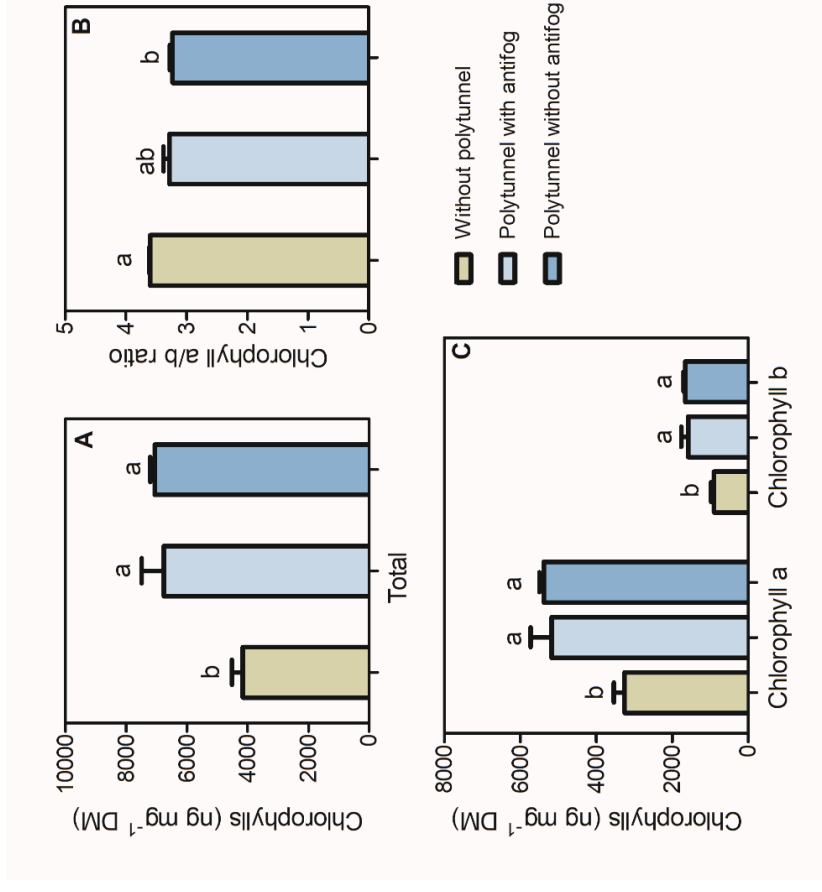 A
Chlorophylls (ng mg⁻¹ DM)
10000
8000
6000
4000
2000
0
b
a
a
Total
B
Chlorophyll a/b ratio
5
4
3
2
1
0
a
ab
b
C
Chlorophylls (ng mg⁻¹ DM)
8000
6000
4000
2000
0
b
a
a
b
a
a
Chlorophyll a
Chlorophyll b
Without polytunnel
Polytunnel with antifog
Polytunnel without antifog